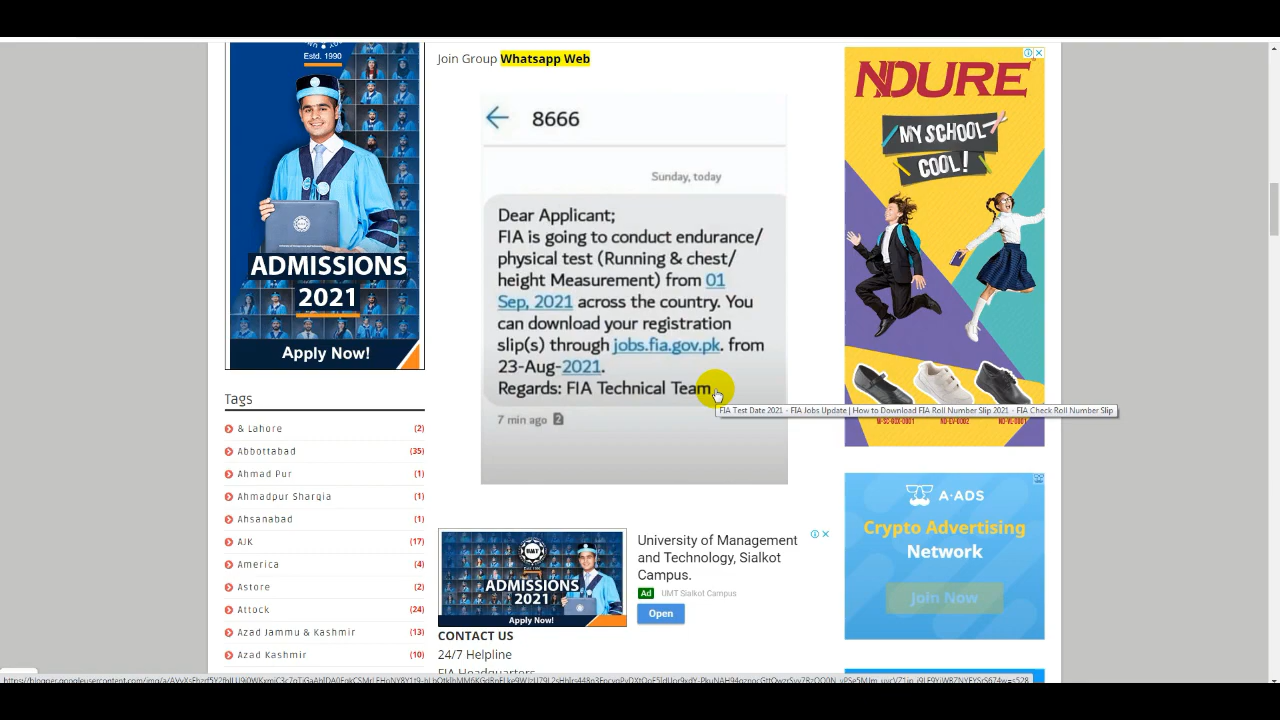 Estd. 1990
ADMISSIONS
2021
Apply Now!
Tags
& Lahore (2)
Abbottabad (35)
Ahmad Pur (1)
Ahmadpur Sharqia (1)
Ahsanabad (1)
AJK (17)
America (4)
Astore (2)
Attock (24)
Azad Jammu & Kashmir (13)
Azad Kashmir (10)
Join Group Whatsapp Web
8666
Sunday, today
Dear Applicant;
FIA is going to conduct endurance/
physical test (Running & chest/
height Measurement) from 01
Sep, 2021 across the country. You
can download your registration
slip(s) through jobs.fia.gov.pk. from
23-Aug-2021.
Regards: FIA Technical Team
7 min ago 2
FIA Test Date 2021 - FIA Jobs Update | How to Download FIA Roll Number Slip 2021 - FIA Check Roll Number Slip
UMT
ADMISSIONS
2021
Apply Now!
University of Management
and Technology, Sialkot
Campus.
Ad UMT Sialkot Campus
Open
CONTACT US
24/7 Helpline
FIA Headquarters
NDURE
MY SCHOOL
COOL!
A-ADS
Crypto Advertising
Network
Join Now